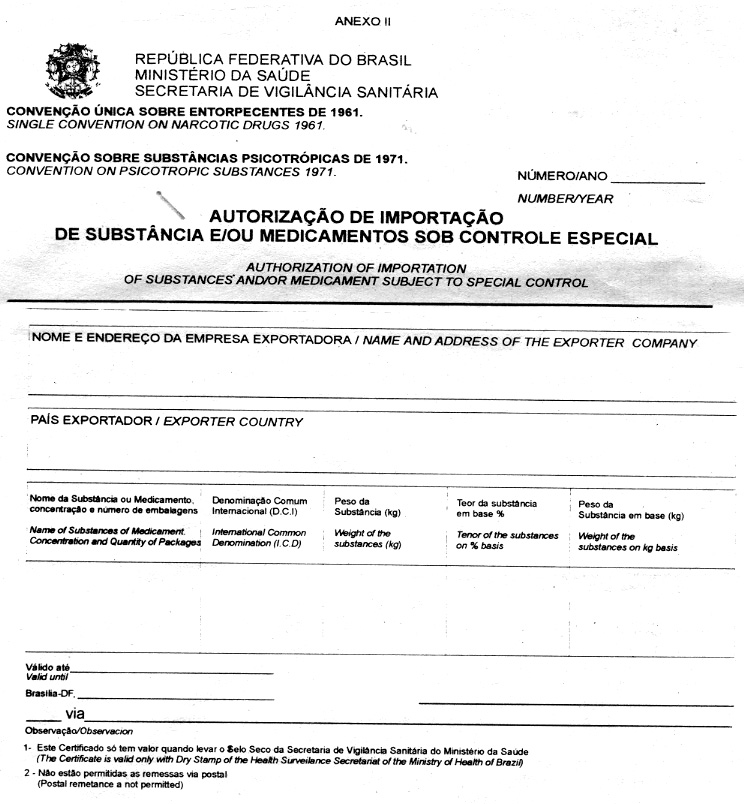 ANEXO II
REPÚBLICA FEDERATIVA DO BRASIL
MINISTÉRIO DA SAÚDE
SECRETARIA DE VIGILÂNCIA SANITÁRIA
CONVENÇÃO ÚNICA SOBRE ENTORPECENTES DE 1961.
SINGLE CONVENTION ON NARCOTIC DRUGS 1961.
CONVENÇÃO SOBRE SUBSTÂNCIAS PSICOTRÓPICAS DE 1971.
CONVENTION ON PSICOTROPIC SUBSTANCES 1971.
NÚMERO/ANO
NUMBER/YEAR
AUTORIZAÇÃO DE IMPORTAÇÃO
DE SUBSTÂNCIA E/OU MEDICAMENTOS SOB CONTROLE ESPECIAL
AUTHORIZATION OF IMPORTATION
OF SUBSTANCES AND/OR MEDICAMENT SUBJECT TO SPECIAL CONTROL
NOME E ENDEREÇO DA EMPRESA EXPORTADORA / NAME AND ADDRESS OF THE EXPORTER COMPANY
PAÍS EXPORTADOR / EXPORTER COUNTRY
Nome da Substância ou Medicamento,
concentração e número de embalagens
Name of Substances of Medicament.
Concentration and Quantity of Packages
Denominação Comum
Internacional (D.C.I)
International Common
Denomination (I.C.D)
Peso da
Substância (kg)
Weight of the
substances (kg)
Teor da substância
em base %
Tenor of the substances
on % basis
Peso da
Substância em base (kg)
Weight of the
substances on kg basis
Válido até
Valid until
Brasília-DF,
via
Observação/Observacion
1- Este Certificado só tem valor quando levar o Selo Seco da Secretaria de Vigilância Sanitária do Ministério da Saúde
(The Certificate is valid only with Dry Stamp of the Health Surveilance Secretariat of the Ministry of Health of Brazil)
2 - Não estão permitidas as remessas via postal
(Postal remetance a not permitted)